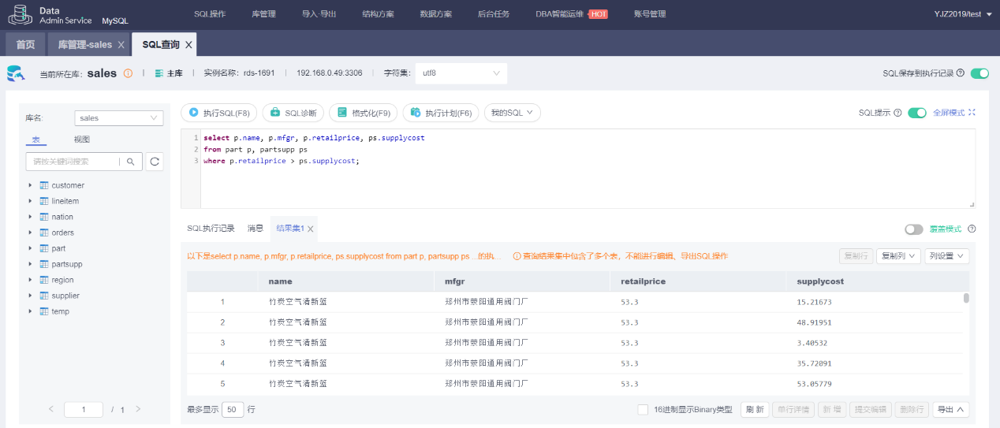 Data
Admin Service MySQL
SQL操作 库管理 导入·导出 结构方案 数据方案 后台任务 DBA智能运维 HOT 账号管理
YJZ2019/test
首页 库管理-sales X SQL查询 X
当前所在库: sales | 主库 | 实例名称: rds-1691 | 192.168.0.49:3306 | 字符集: utf8
SQL保存到执行记录
库名: sales
表 视图
请按关键词搜索
customer
lineitem
nation
orders
part
partsupp
region
supplier
temp
1 / 1
执行SQL(F8) SQL诊断 格式化(F9) 执行计划(F6) 我的SQL
SQL提示 全屏模式
1 select p.name, p.mfgr, p.retailprice, ps.supplycost
2 from part p, partsupp ps
3 where p.retailprice > ps.supplycost;
SQL执行记录 消息 结果集1 X
覆盖模式
以下是select p.name, p.mfgr, p.retailprice, ps.supplycost from part p, partsupp ps ...的执...
查询结果集中包含了多个表，不能进行编辑、导出SQL操作
复制行 复制列 列设置
name mfgr retailprice supplycost
1 竹炭空气清新篮 郑州市荥阳通用阀门厂 53.3 15.21673
2 竹炭空气清新篮 郑州市荥阳通用阀门厂 53.3 48.91951
3 竹炭空气清新篮 郑州市荥阳通用阀门厂 53.3 3.40532
4 竹炭空气清新篮 郑州市荥阳通用阀门厂 53.3 35.72091
5 竹炭空气清新篮 郑州市荥阳通用阀门厂 53.3 53.05779
最多显示 50 行
16进制显示Binary类型 刷 新 单行详情 新 增 提交编辑 删除行 导出